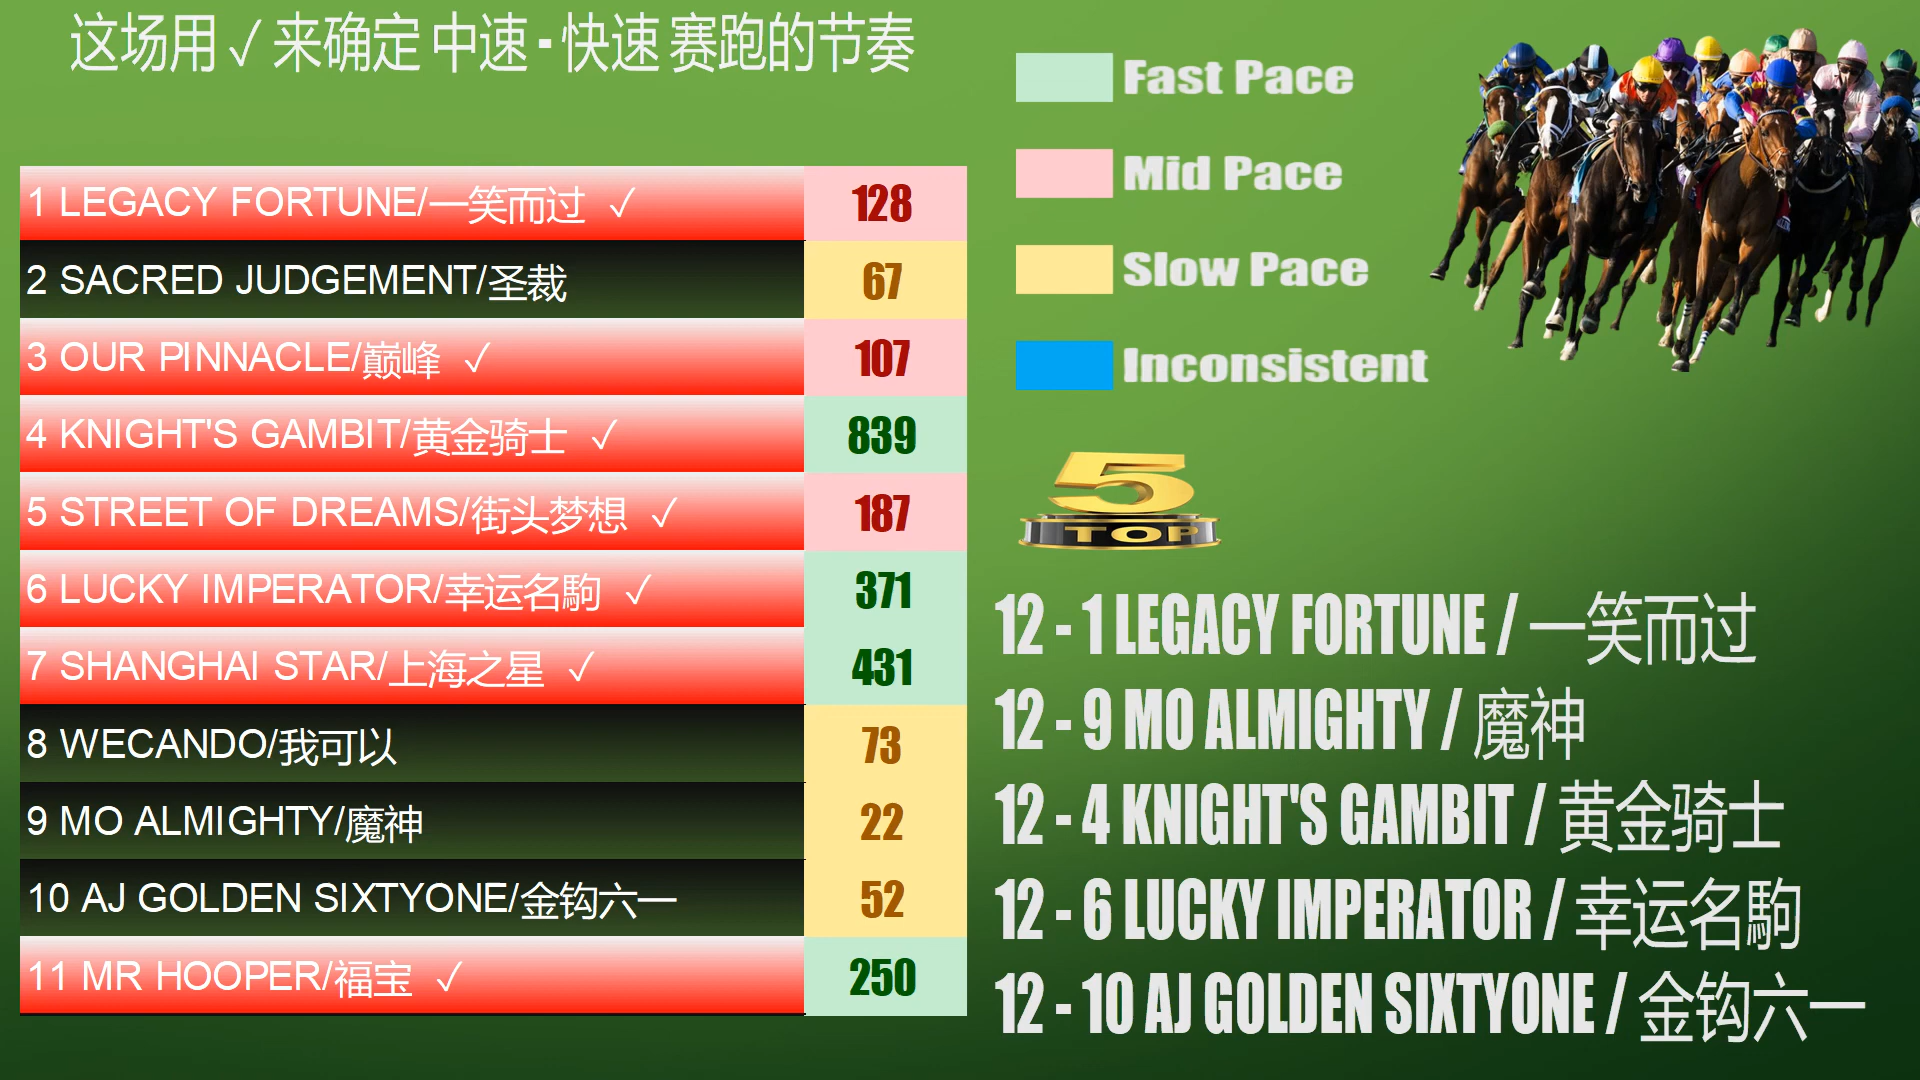 这场用 ✓ 来确定 中速 - 快速 赛跑的节奏
1 LEGACY FORTUNE/一笑而过 ✓ 128
2 SACRED JUDGEMENT/圣裁 67
3 OUR PINNACLE/巅峰 ✓ 107
4 KNIGHT'S GAMBIT/黄金骑士 ✓ 839
5 STREET OF DREAMS/街头梦想 ✓ 187
6 LUCKY IMPERATOR/幸运名駒 ✓ 371
7 SHANGHAI STAR/上海之星 ✓ 431
8 WECANDO/我可以 73
9 MO ALMIGHTY/魔神 22
10 AJ GOLDEN SIXTYONE/金钩六一 52
11 MR HOOPER/福宝 ✓ 250
Fast Pace
Mid Pace
Slow Pace
Inconsistent
5
TOP
12 - 1 LEGACY FORTUNE / 一笑而过
12 - 9 MO ALMIGHTY / 魔神
12 - 4 KNIGHT'S GAMBIT / 黄金骑士
12 - 6 LUCKY IMPERATOR / 幸运名駒
12 - 10 AJ GOLDEN SIXTYONE / 金钩六一